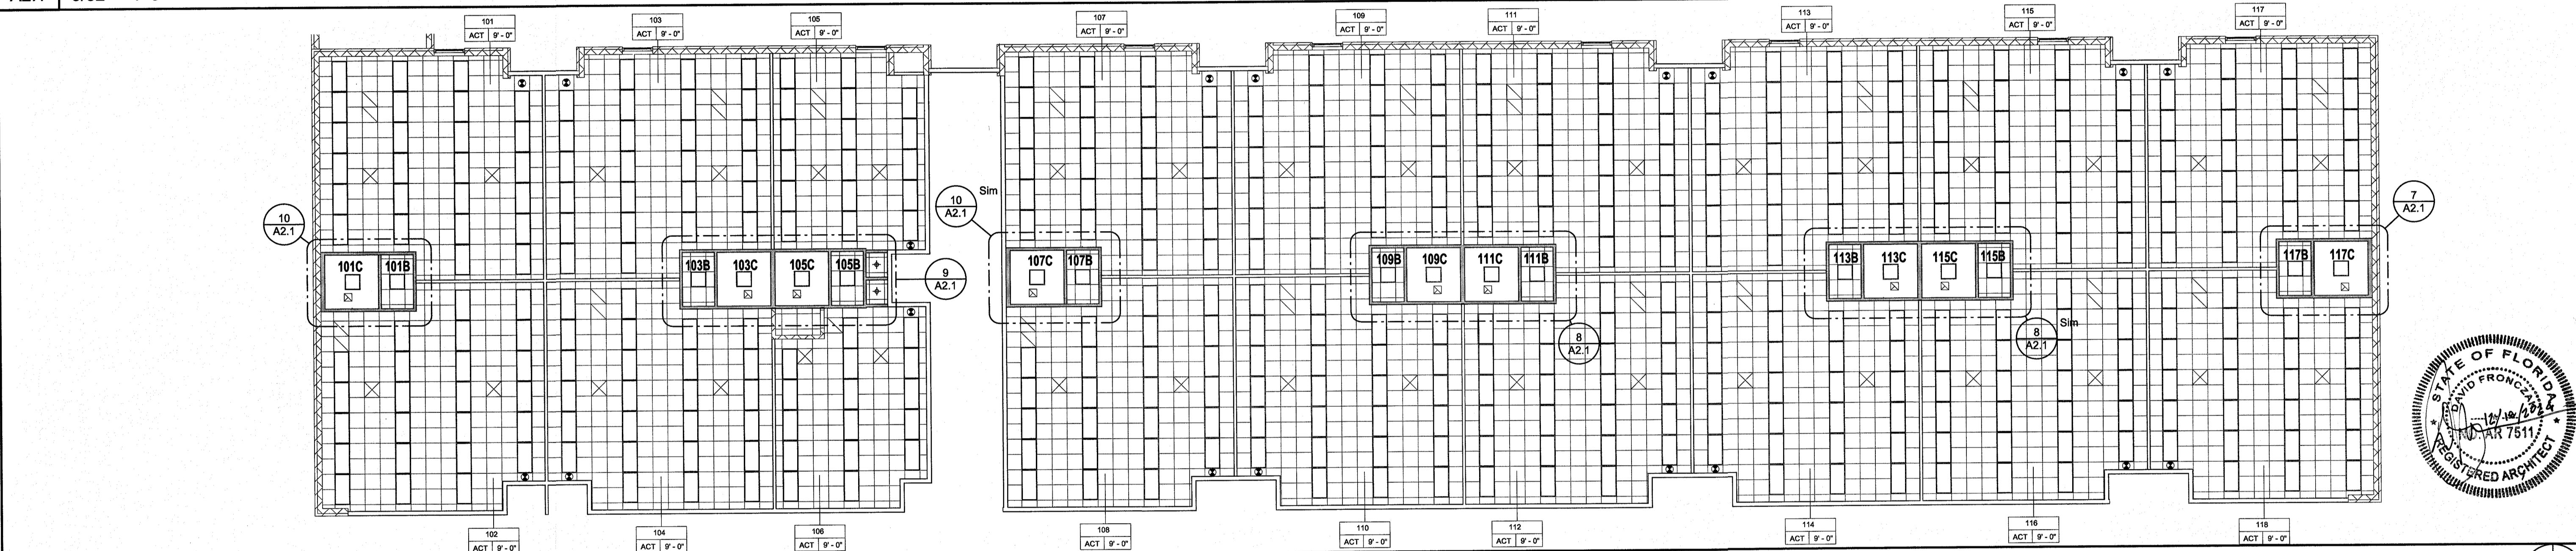 101
ACT 9' - 0"
103
ACT 9' - 0"
105
ACT 9' - 0"
107
ACT 9' - 0"
109
ACT 9' - 0"
111
ACT 9' - 0"
113
ACT 9' - 0"
115
ACT 9' - 0"
117
ACT 9' - 0"
10
A2.1
10
A2.1
Sim
7
A2.1
101C
101B
103B
103C
105C
105B
107C
107B
109B
109C
111C
111B
113B
113C
115C
115B
117B
117C
9
A2.1
8
A2.1
8
A2.1
Sim
STATE OF FLORIDA
DAVID FRONCZAK
AR 7511
REGISTERED ARCHITECT
102
ACT 9' - 0"
104
ACT 9' - 0"
106
ACT 9' - 0"
108
ACT 9' - 0"
110
ACT 9' - 0"
112
ACT 9' - 0"
114
ACT 9' - 0"
116
ACT 9' - 0"
118
ACT 9' - 0"